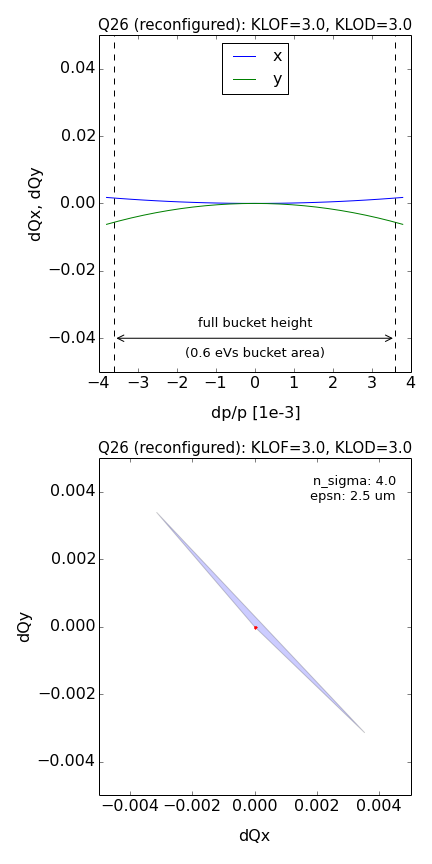 Q26 (reconfigured): KLOF=3.0, KLOD=3.0
x
y
0.04
0.02
0.00
−0.02
−0.04
dQx, dQy
full bucket height
(0.6 eVs bucket area)
−4 −3 −2 −1 0 1 2 3 4
dp/p [1e-3]
Q26 (reconfigured): KLOF=3.0, KLOD=3.0
n_sigma: 4.0
epsn: 2.5 um
0.004
0.002
0.000
−0.002
−0.004
dQy
−0.004 −0.002 0.000 0.002 0.004
dQx